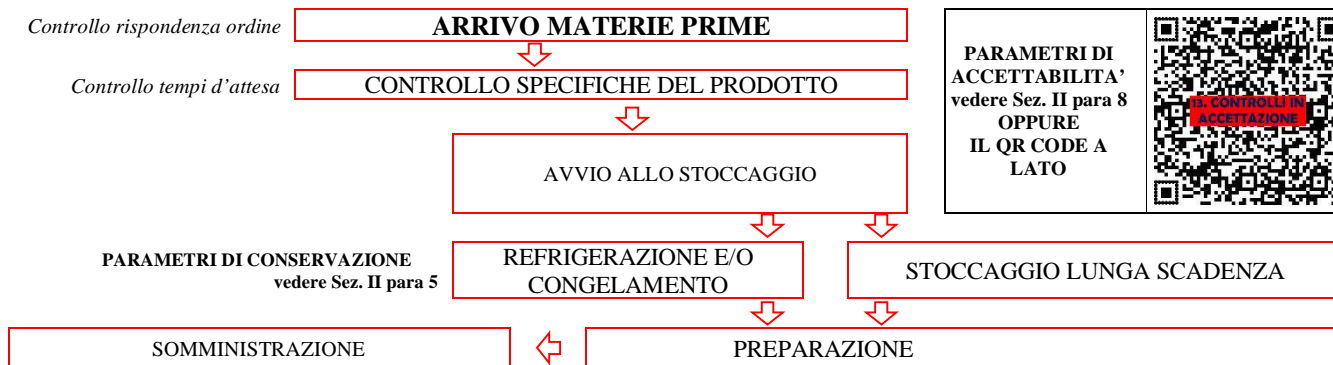 Controllo rispondenza ordine
ARRIVO MATERIE PRIME
Controllo tempi d'attesa
CONTROLLO SPECIFICHE DEL PRODOTTO
PARAMETRI DI
ACCETTABILITA'
vedere Sez. II para 8
OPPURE
IL QR CODE A
LATO
13. CONTROLLI IN
ACCETTAZIONE
AVVIO ALLO STOCCAGGIO
PARAMETRI DI CONSERVAZIONE
vedere Sez. II para 5
REFRIGERAZIONE E/O
CONGELAMENTO
STOCCAGGIO LUNGA SCADENZA
SOMMINISTRAZIONE
PREPARAZIONE